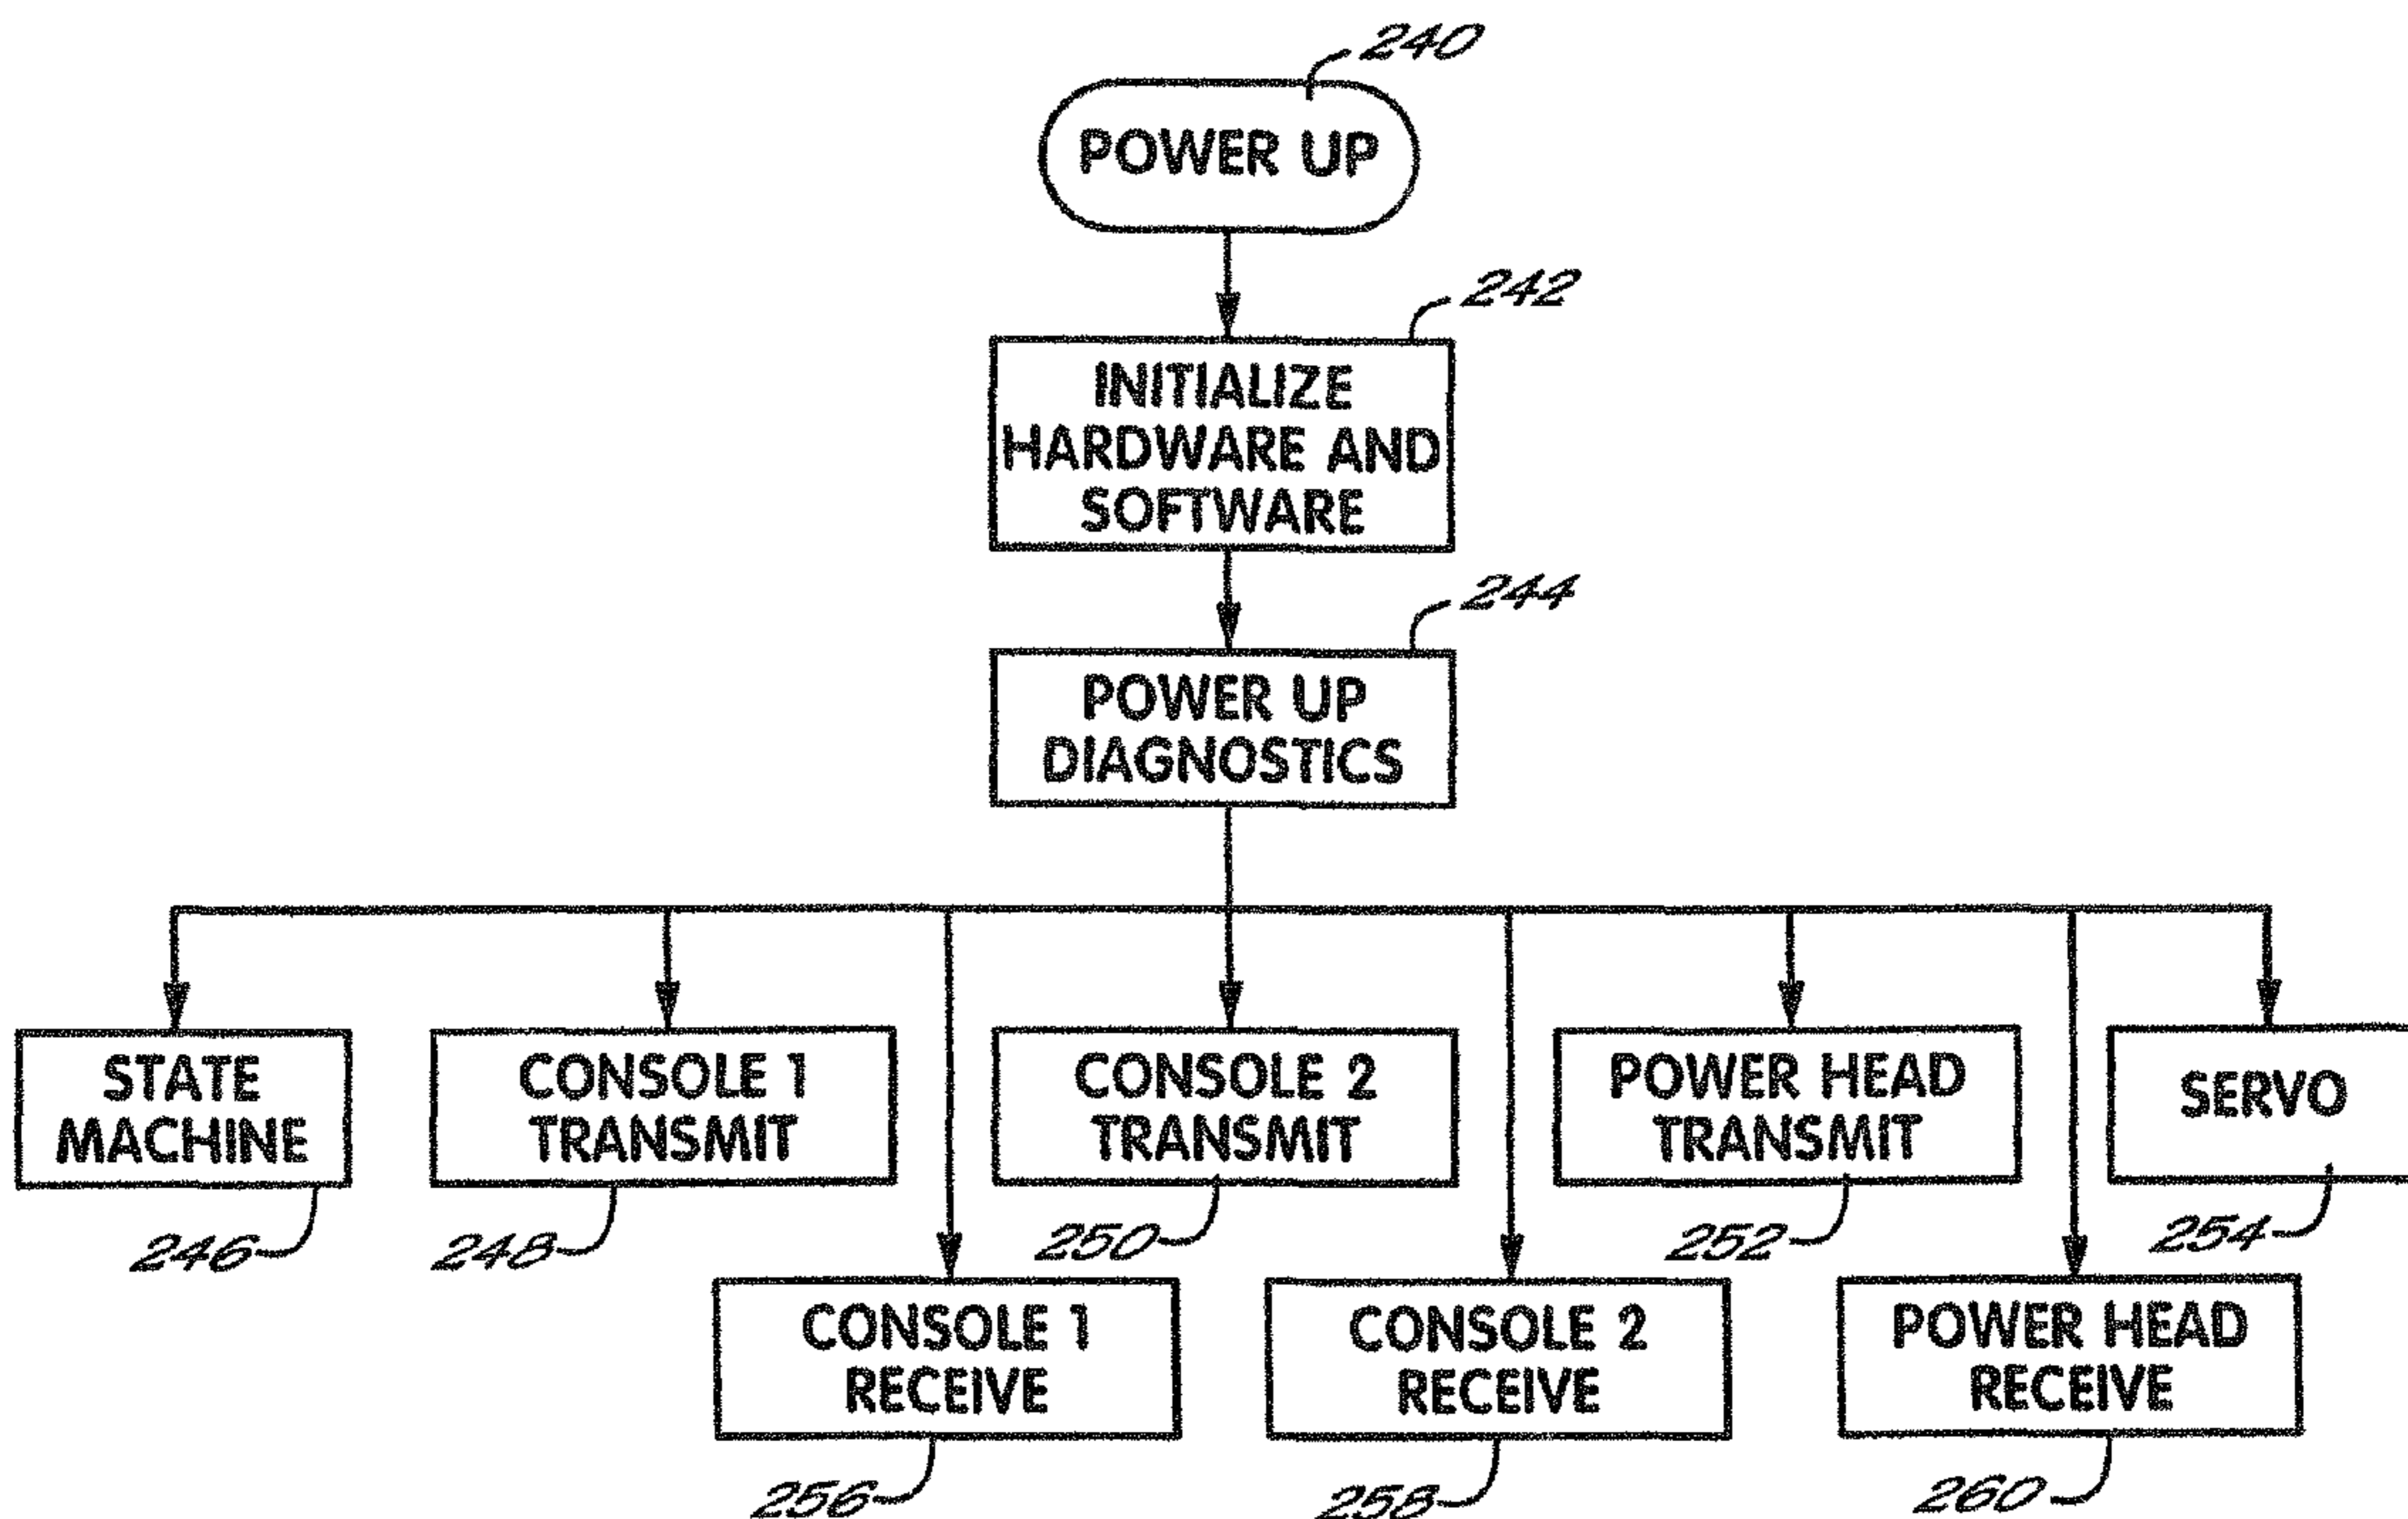 240
POWER UP
242
INITIALIZE
HARDWARE AND
SOFTWARE
244
POWER UP
DIAGNOSTICS
STATE
MACHINE
CONSOLE 1
TRANSMIT
CONSOLE 2
TRANSMIT
POWER HEAD
TRANSMIT
SERVO
246
248
250
252
254
CONSOLE 1
RECEIVE
CONSOLE 2
RECEIVE
POWER HEAD
RECEIVE
256
258
260